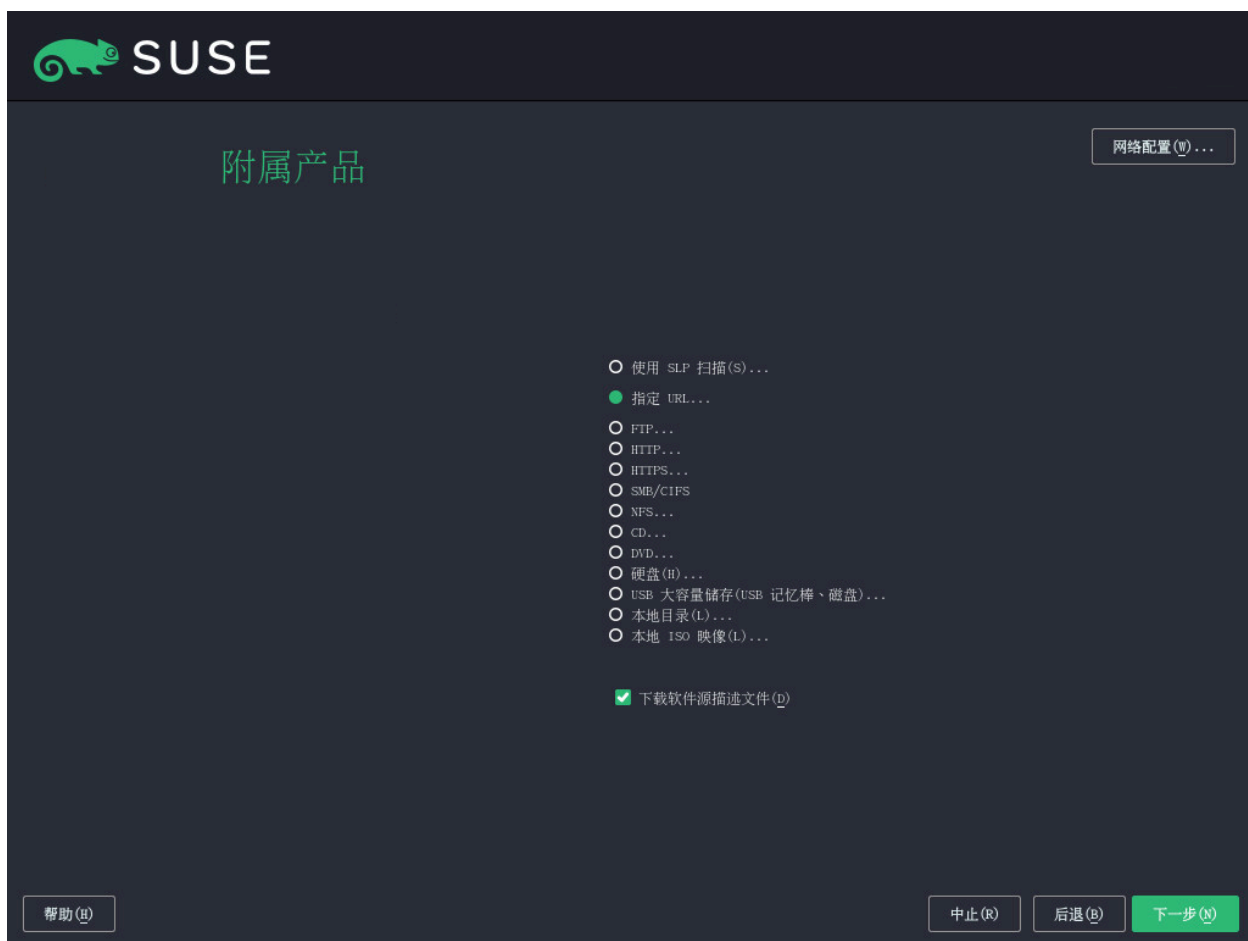 SUSE
附属产品
网络配置(W)...
使用 SLP 扫描(S)...
指定 URL...
FTP...
HTTP...
HTTPS...
SMB/CIFS
NFS...
CD...
DVD...
硬盘(H)...
USB 大容量储存(USB 记忆棒、磁盘)...
本地目录(L)...
本地 ISO 映像(L)...
下载软件源描述文件(D)
帮助(H)
中止(R)
后退(B)
下一步(N)